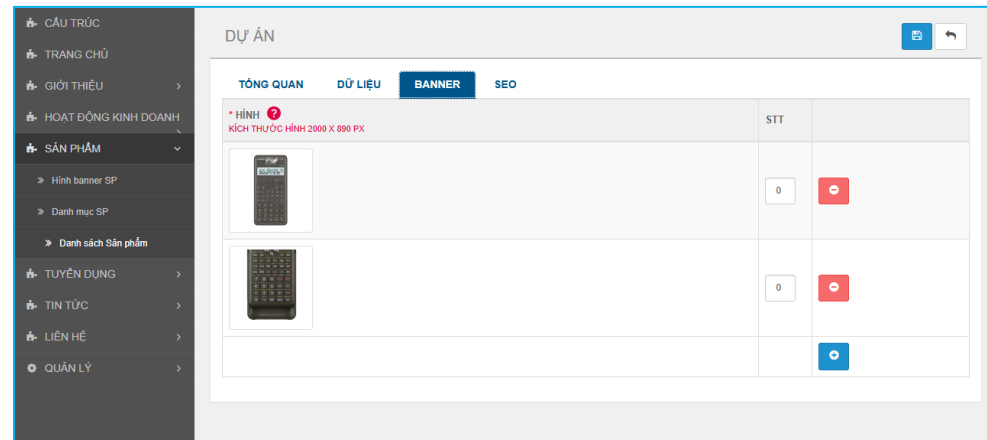 CẤU TRÚC
TRANG CHỦ
GIỚI THIỆU
HOẠT ĐỘNG KINH DOANH
SẢN PHẨM
Hình banner SP
Danh mục SP
Danh sách Sản phẩm
TUYỂN DỤNG
TIN TỨC
LIÊN HỆ
QUẢN LÝ
DỰ ÁN
TỔNG QUAN DỮ LIỆU BANNER SEO
* HÌNH ? STT
KÍCH THƯỚC HÌNH 2000 X 890 PX
0
0